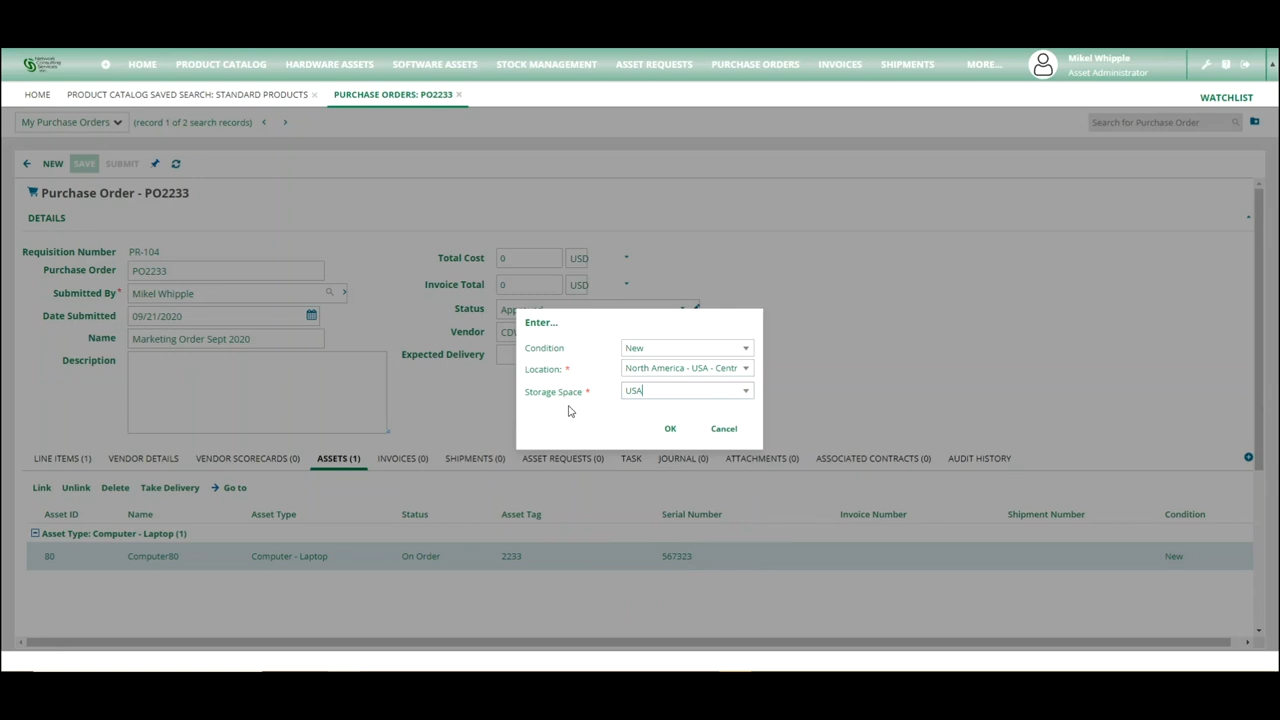 Network Consulting Services Inc.
HOME PRODUCT CATALOG HARDWARE ASSETS SOFTWARE ASSETS STOCK MANAGEMENT ASSET REQUESTS PURCHASE ORDERS INVOICES SHIPMENTS MORE...
Mikel Whipple
Asset Administrator
HOME PRODUCT CATALOG SAVED SEARCH: STANDARD PRODUCTS PURCHASE ORDERS: PO2233 WATCHLIST
My Purchase Orders (record 1 of 2 search records) Search for Purchase Order
NEW SAVE SUBMIT
Purchase Order - PO2233
DETAILS
Requisition Number PR-104
Purchase Order PO2233
Submitted By* Mikel Whipple
Date Submitted 09/21/2020
Name Marketing Order Sept 2020
Description
Total Cost 0 USD
Invoice Total 0 USD
Status
Vendor
Expected Delivery
Enter...
Condition New
Location: * North America - USA - Centr
Storage Space * USA
OK Cancel
LINE ITEMS (1) VENDOR DETAILS VENDOR SCORECARDS (0) ASSETS (1) INVOICES (0) SHIPMENTS (0) ASSET REQUESTS (0) TASK JOURNAL (0) ATTACHMENTS (0) ASSOCIATED CONTRACTS (0) AUDIT HISTORY
Link Unlink Delete Take Delivery Go to
Asset ID Name Asset Type Status Asset Tag Serial Number Invoice Number Shipment Number Condition
Asset Type: Computer - Laptop (1)
80 Computer80 Computer - Laptop On Order 2233 567323 New